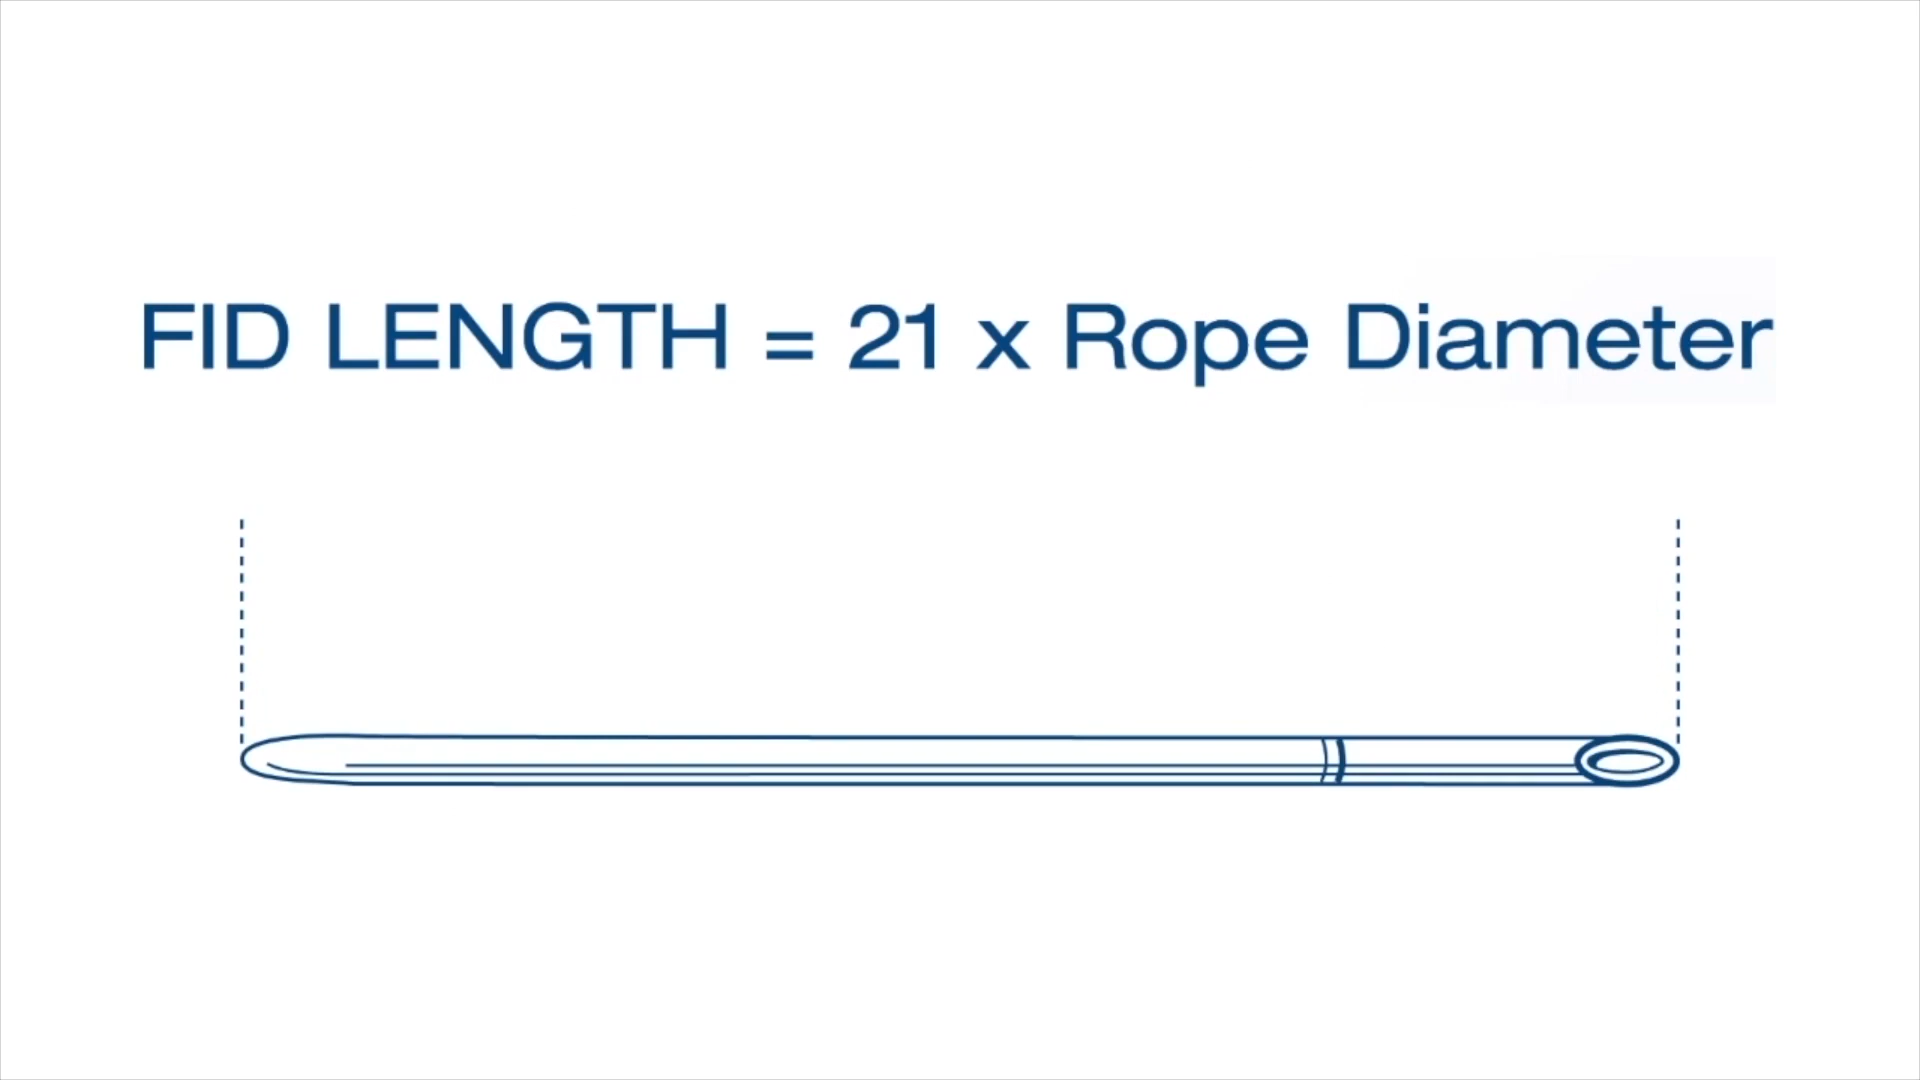 FID LENGTH = 21 x Rope Diameter